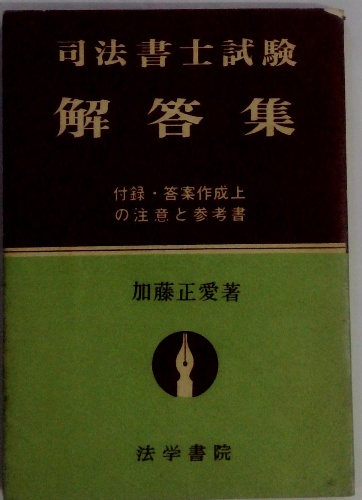 司法書士試験
解答集
付録・答案作成上
の注意と参考書
加藤正愛著
法学書院